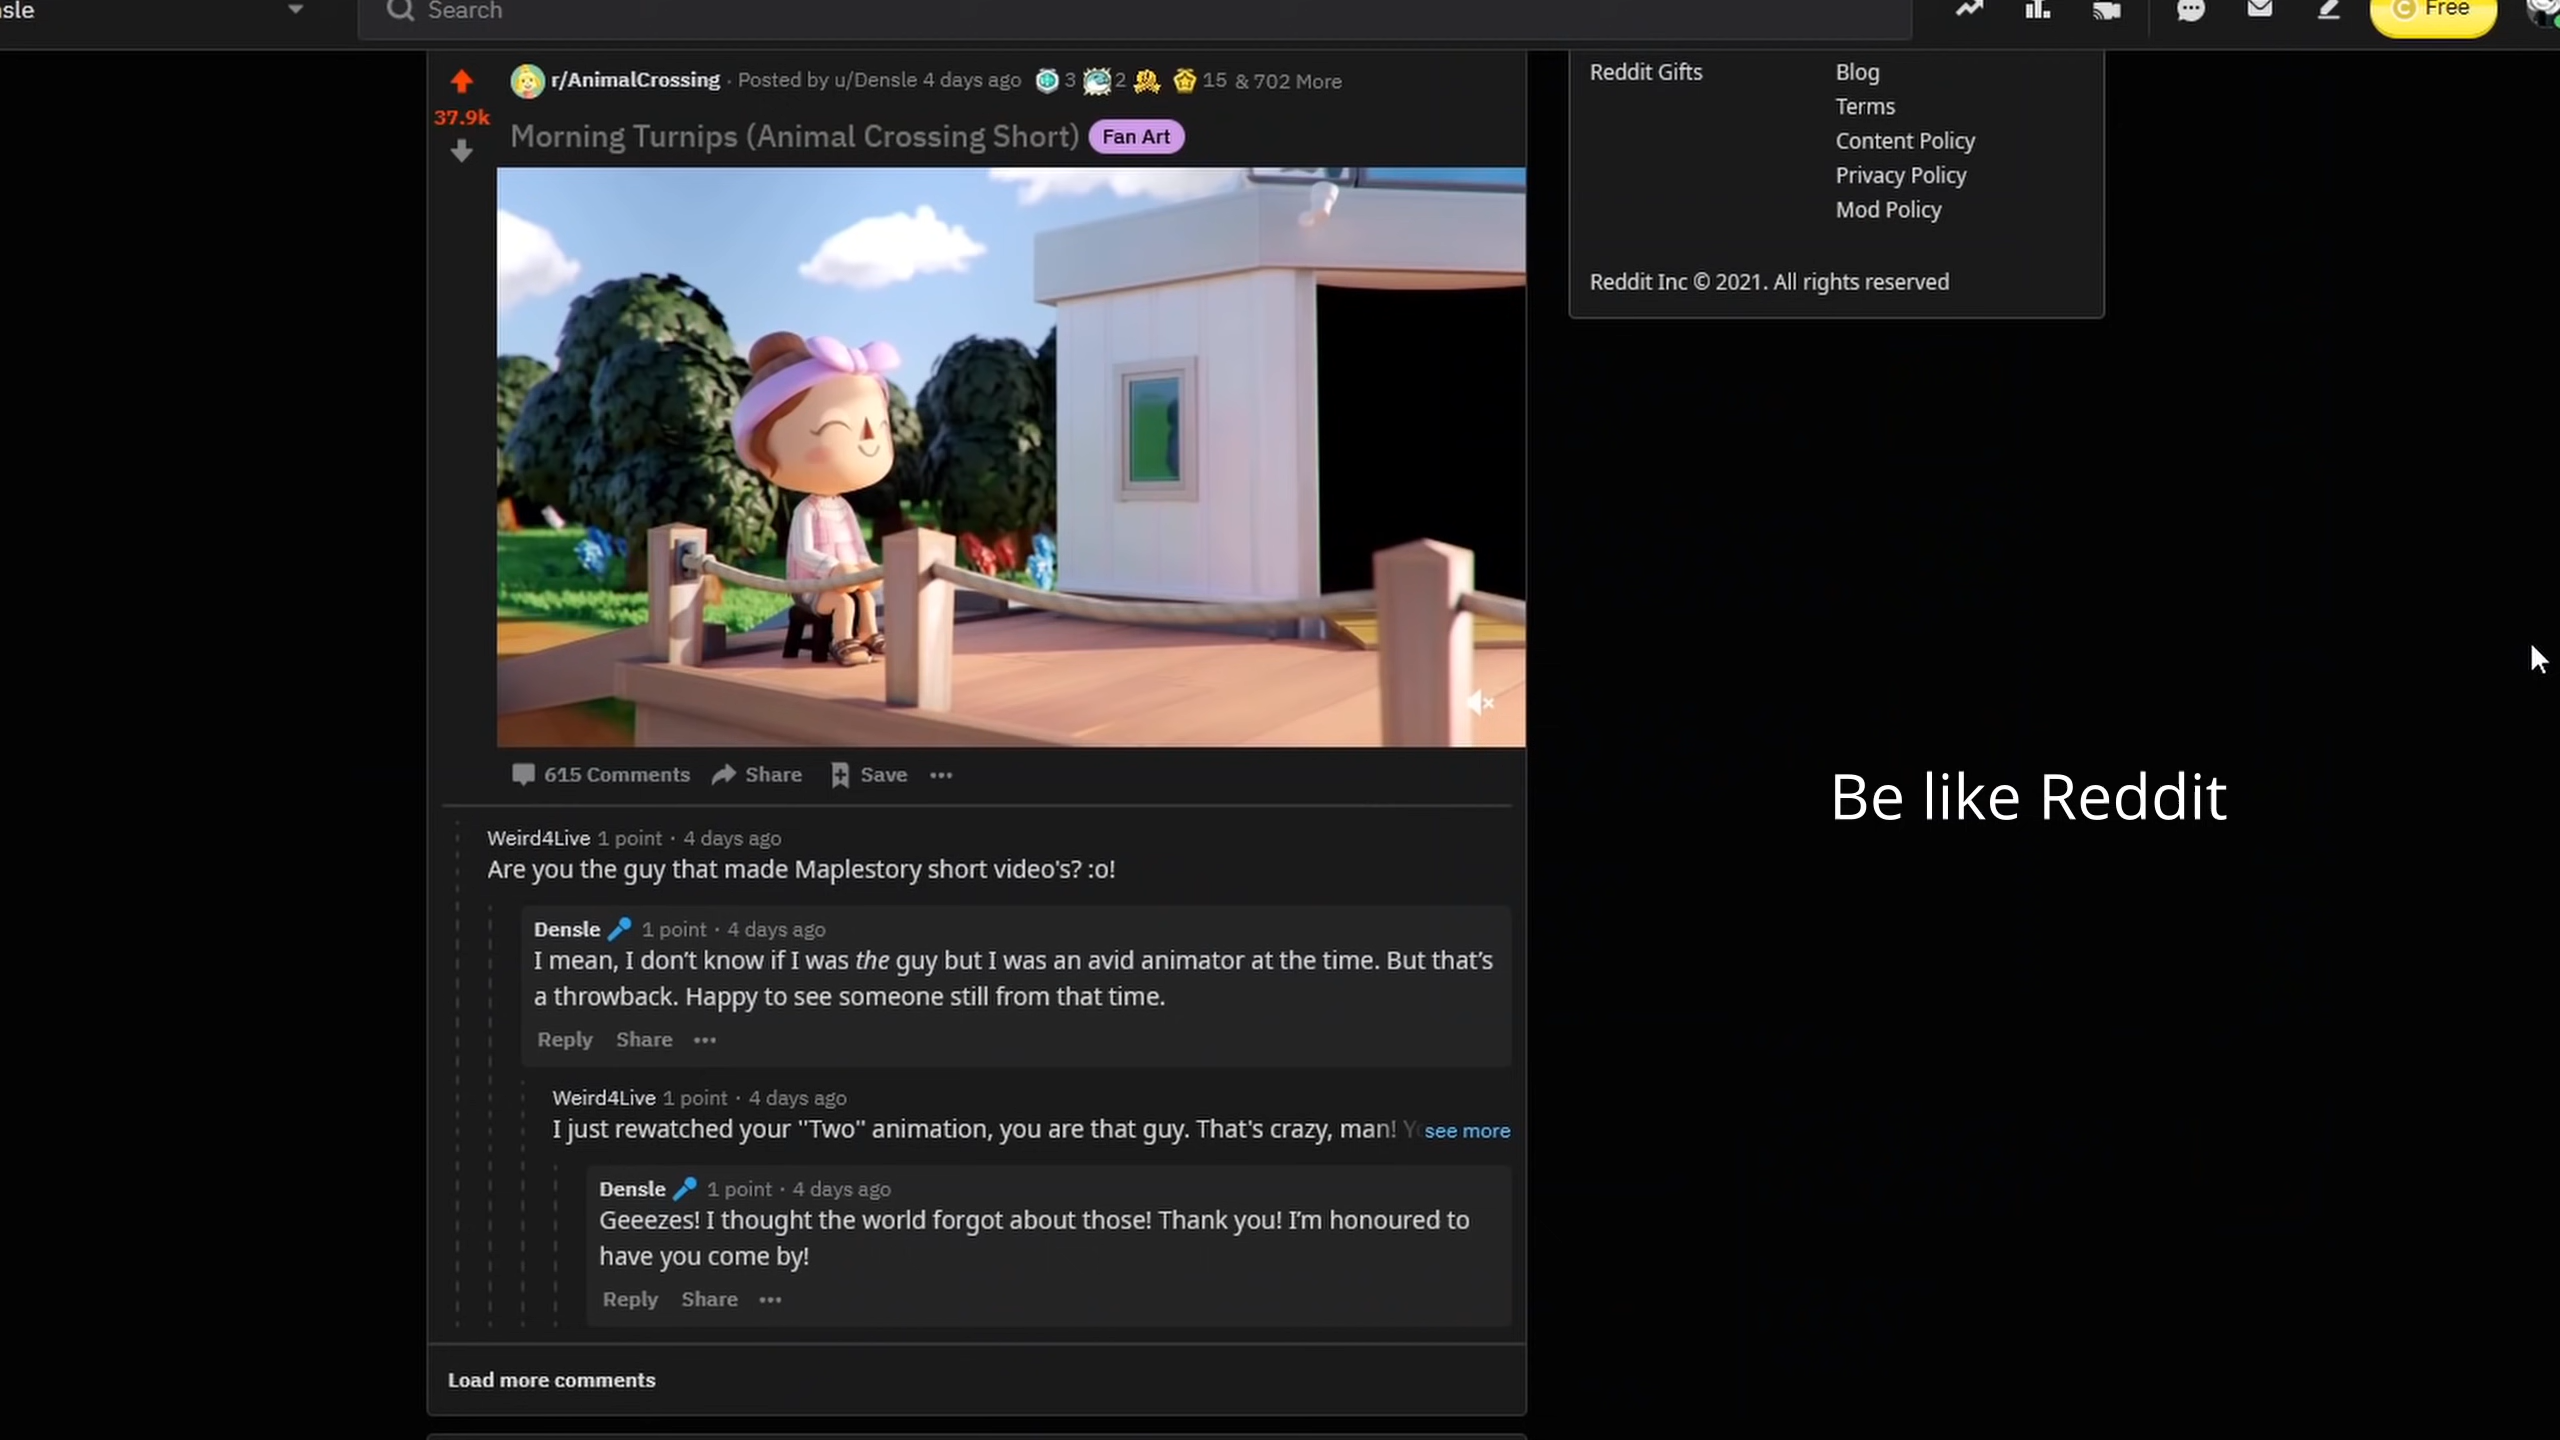 sle
Search
Free
r/AnimalCrossing · Posted by u/Densle 4 days ago 3 2 15 & 702 More
37.9k
Morning Turnips (Animal Crossing Short) Fan Art
615 Comments Share Save
Weird4Live 1 point · 4 days ago
Are you the guy that made Maplestory short video's? :o!
Densle 1 point · 4 days ago
I mean, I don’t know if I was the guy but I was an avid animator at the time. But that’s
a throwback. Happy to see someone still from that time.
Reply Share
Weird4Live 1 point · 4 days ago
I just rewatched your "Two" animation, you are that guy. That's crazy, man! see more
Densle 1 point · 4 days ago
Geeezes! I thought the world forgot about those! Thank you! I’m honoured to
have you come by!
Reply Share
Load more comments
Reddit Gifts
Blog
Terms
Content Policy
Privacy Policy
Mod Policy
Reddit Inc © 2021. All rights reserved
Be like Reddit